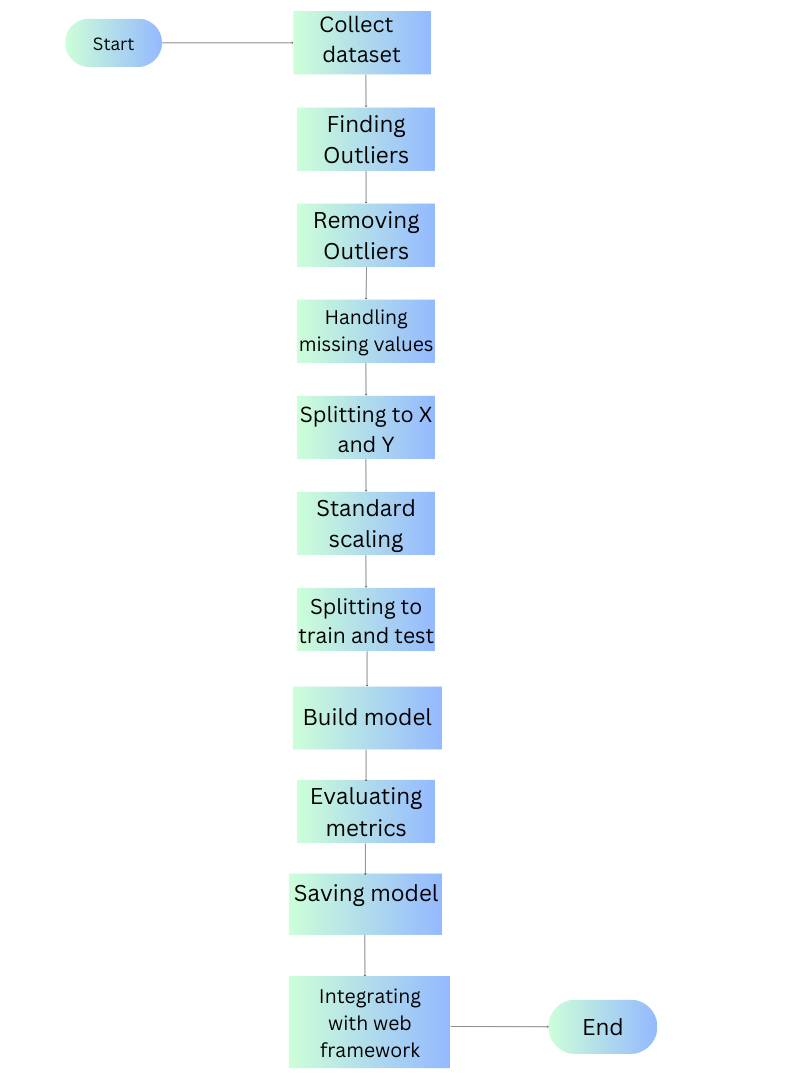 Start
Collect
dataset
Finding
Outliers
Removing
Outliers
Handling
missing values
Splitting to X
and Y
Standard
scaling
Splitting to
train and test
Build model
Evaluating
metrics
Saving model
Integrating
with web
framework
End